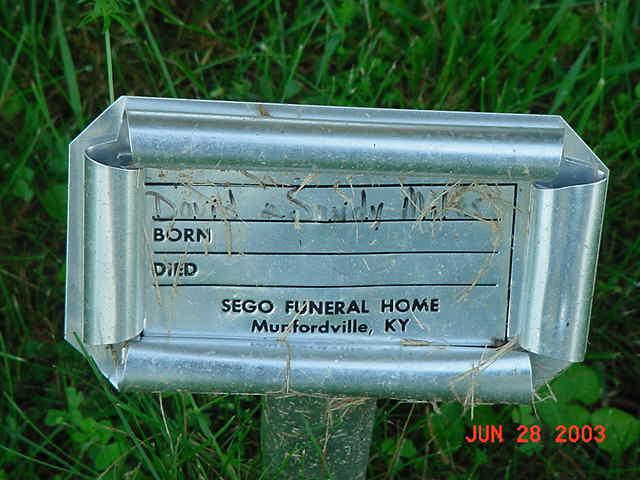 David & Sandy
BORN
DIED
SEGO FUNERAL HOME
Munfordville, KY
JUN 28 2003